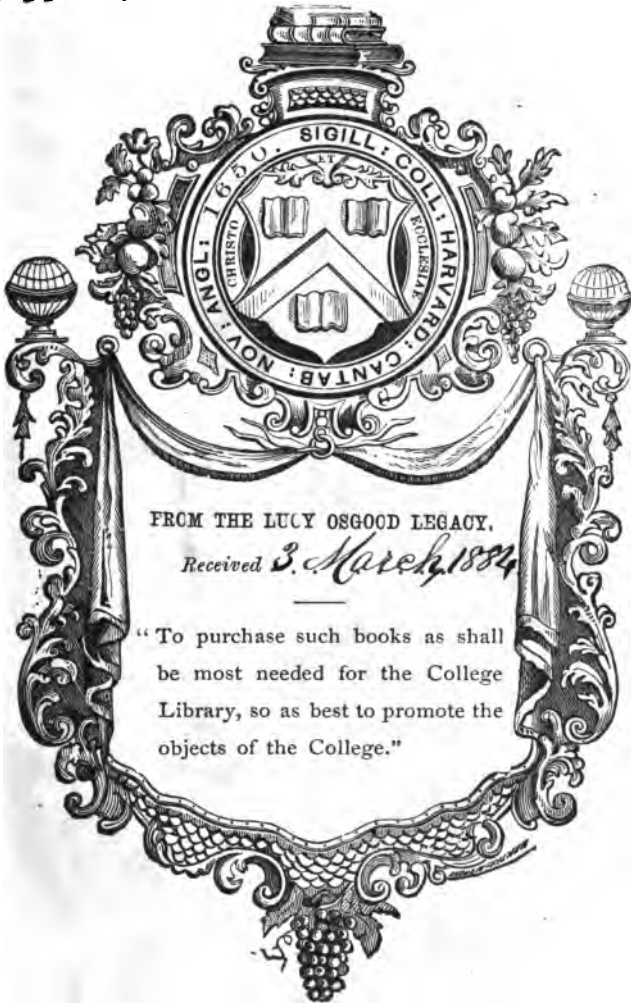 SIGILL: COLL: HARVARD: CANTAB: NOV: ANGL: 1650.
ET
CHRISTO
ECCLESIAE
FROM THE LUCY OSGOOD LEGACY.
Received 3. March, 1884
“To purchase such books as shall
be most needed for the College
Library, so as best to promote the
objects of the College.”